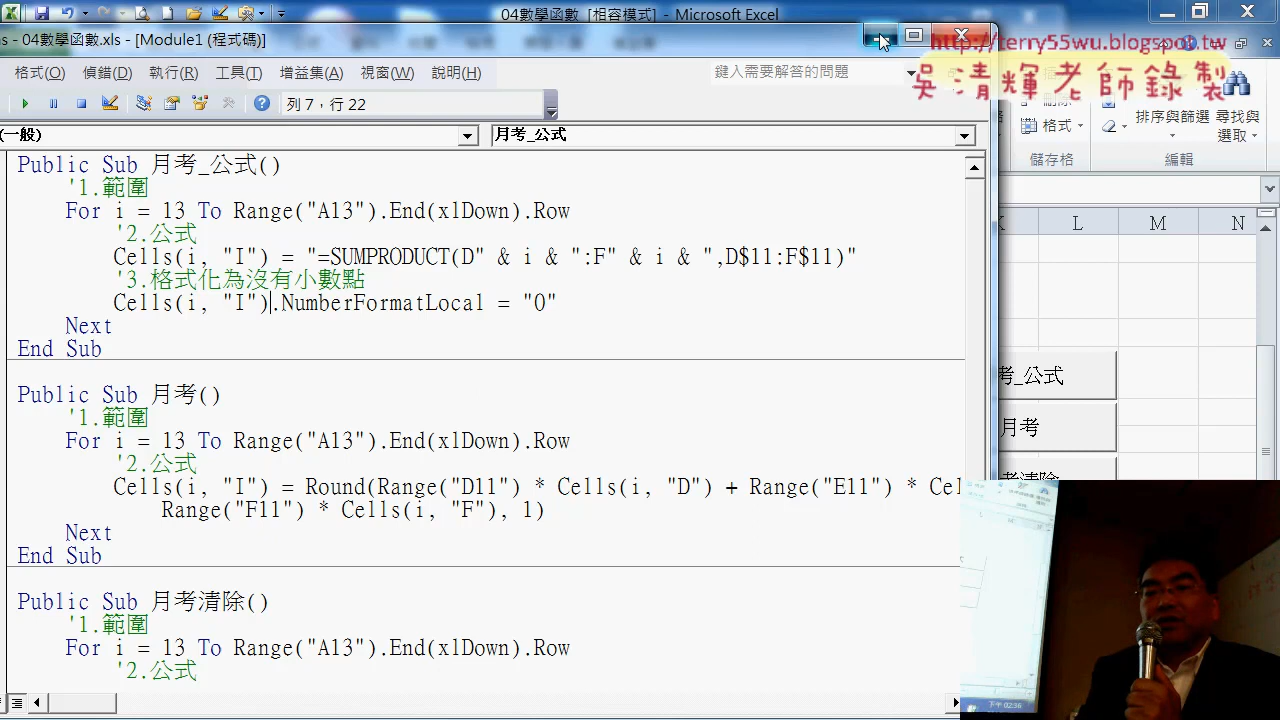 04數學函數 [相容模式] - Microsoft Excel
s - 04數學函數.xls - [Module1 (程式碼)]
http://terry55wu.blogspot.tw
吳清輝老師錄製
格式(O) 偵錯(D) 執行(R) 工具(T) 增益集(A) 視窗(W) 說明(H)
鍵入需要解答的問題
列 7，行 22
格式
排序與篩選
尋找與
選取
儲存格
編輯
(一般)
月考_公式
Public Sub 月考_公式()
'1.範圍
For i = 13 To Range("A13").End(xlDown).Row
'2.公式
Cells(i, "I") = "=SUMPRODUCT(D" & i & ":F" & i & ",D$11:F$11)"
'3.格式化為沒有小數點
Cells(i, "I").NumberFormatLocal = "0"
Next
End Sub
Public Sub 月考()
'1.範圍
For i = 13 To Range("A13").End(xlDown).Row
'2.公式
Cells(i, "I") = Round(Range("D11") * Cells(i, "D") + Range("E11") * Cel
Range("F11") * Cells(i, "F"), 1)
Next
End Sub
Public Sub 月考清除()
'1.範圍
For i = 13 To Range("A13").End(xlDown).Row
'2.公式
K L M N
考_公式
月考
考清除
下午 02:36